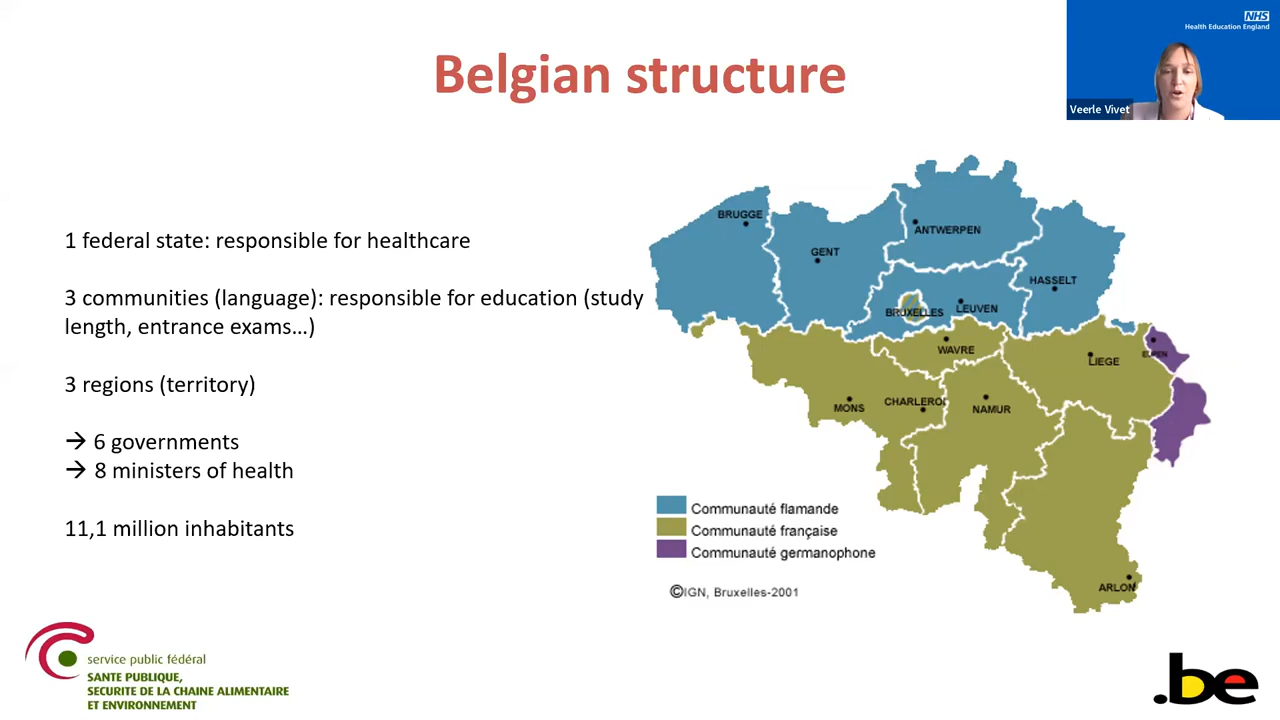 NHS
Health Education England
Veerle Vivet
Belgian structure
1 federal state: responsible for healthcare
3 communities (language): responsible for education (study
length, entrance exams…)
3 regions (territory)
→ 6 governments
→ 8 ministers of health
11,1 million inhabitants
BRUGGE
GENT
ANTWERPEN
HASSELT
BRUXELLES
LEUVEN
WAVRE
LIEGE
EUPEN
MONS
CHARLEROI
NAMUR
ARLON
Communauté flamande
Communauté française
Communauté germanophone
©IGN, Bruxelles-2001
service public fédéral
SANTE PUBLIQUE,
SECURITE DE LA CHAINE ALIMENTAIRE
ET ENVIRONNEMENT
.be